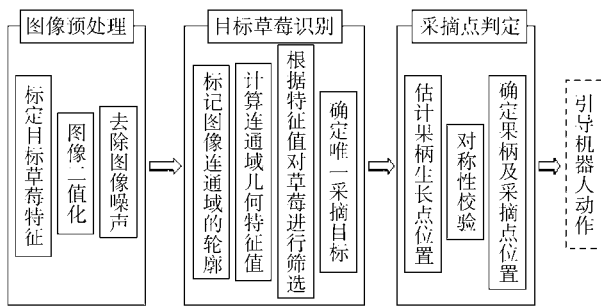 图像预处理
标定目标草莓特征
图像二值化
去除图像噪声
目标草莓识别
标记图像连通域的轮廓
计算连通域几何特征值
根据特征值对草莓进行筛选
确定唯一采摘目标
采摘点判定
估计果柄生长点位置
对称性校验
确定果柄及采摘点位置
引导机器人动作